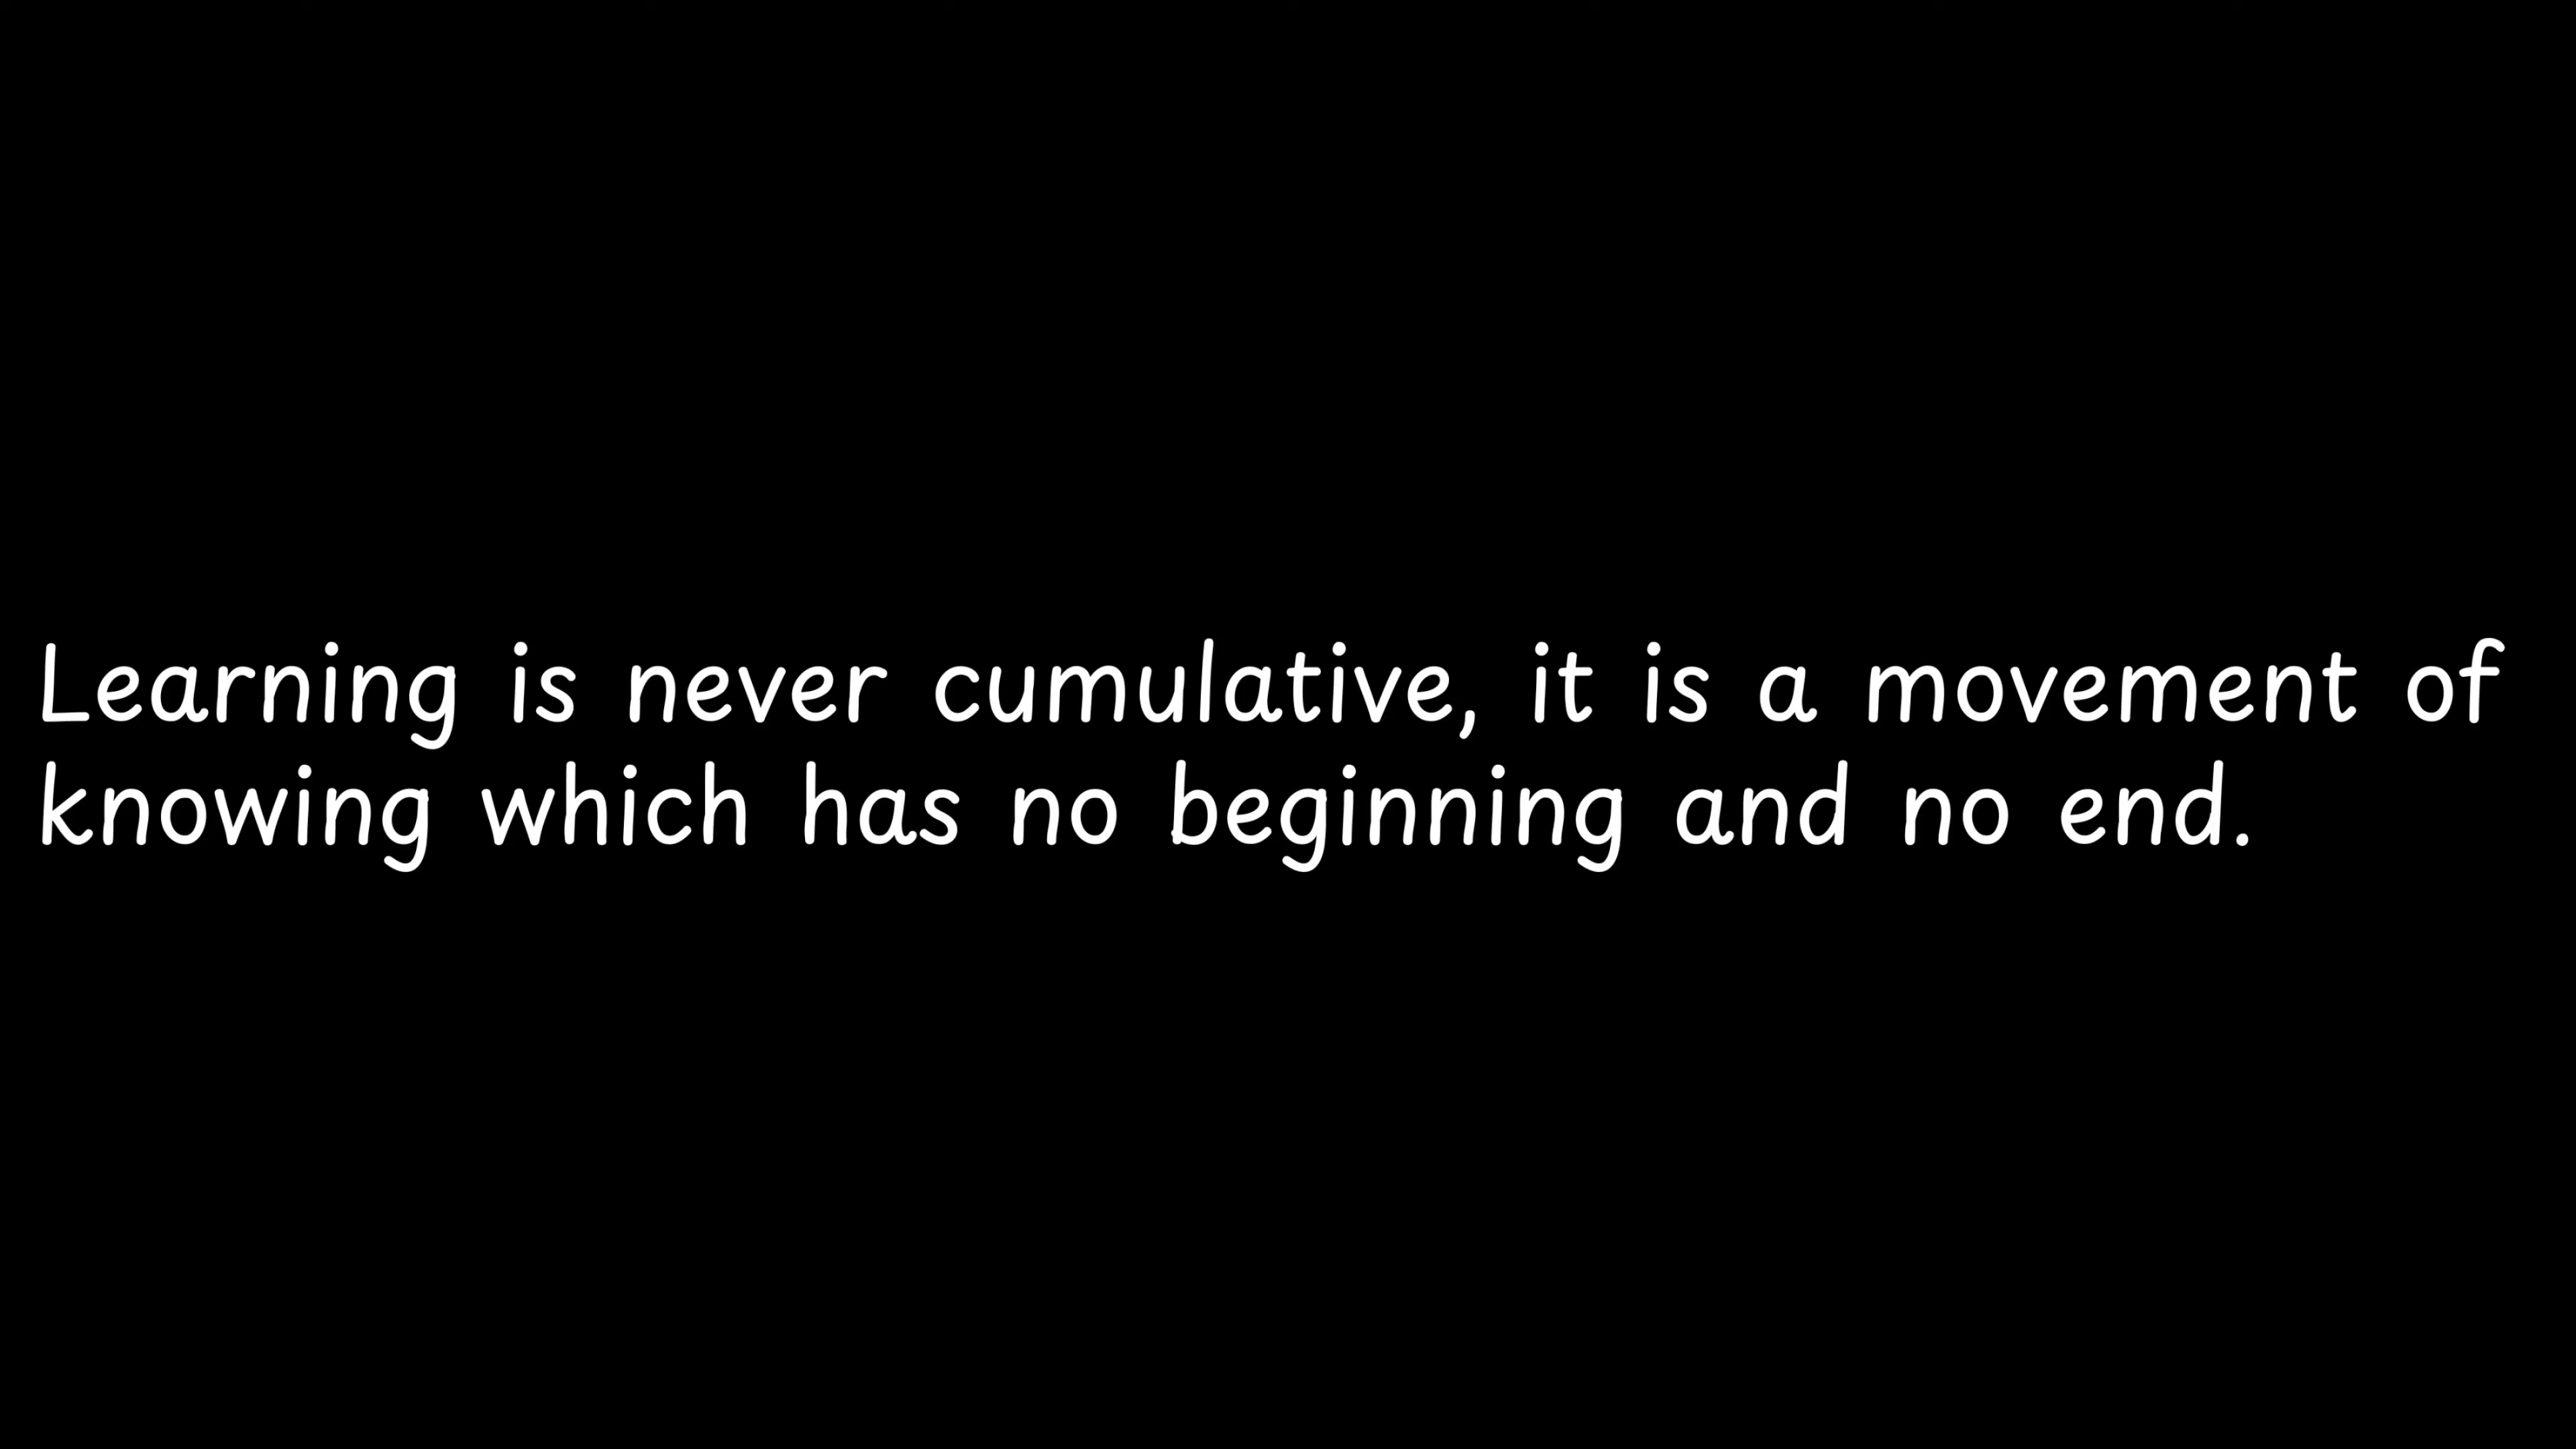 Learning is never cumulative, it is a movement of
knowing which has no beginning and no end.